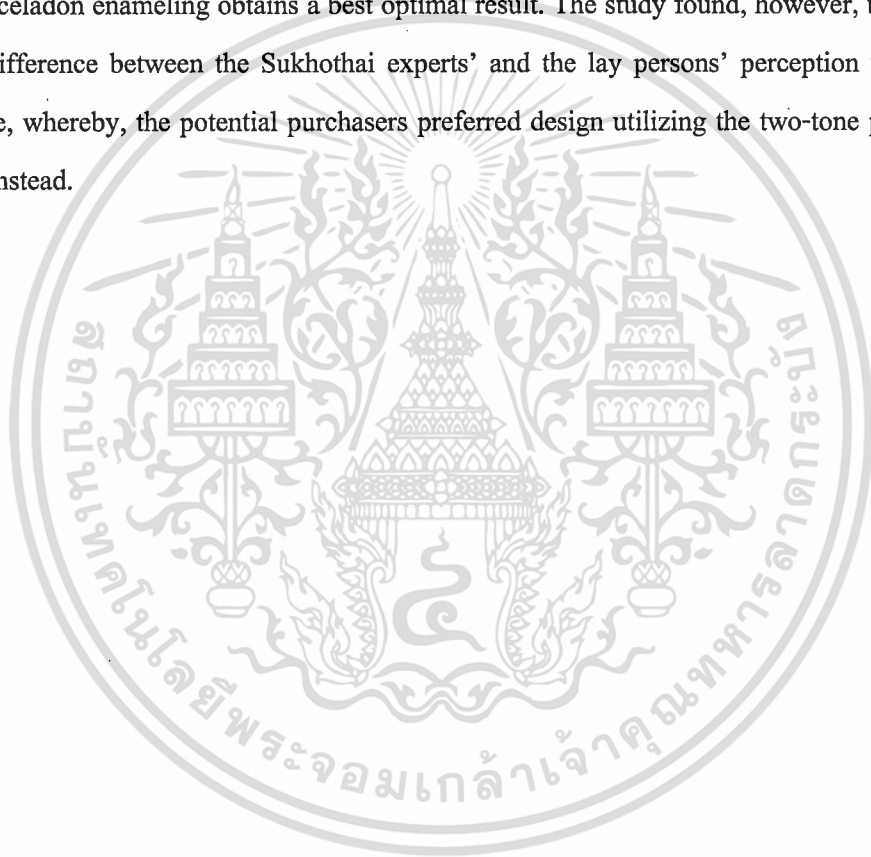 celadon enameling obtains a best optimal result. The study found, however, t
ifference between the Sukhothai experts' and the lay persons' perception
e, whereby, the potential purchasers preferred design utilizing the two-tone p
nstead.
สถาบันเทคโนโลยีพระจอมเกล้าเจ้าคุณทหารลาดกระบัง